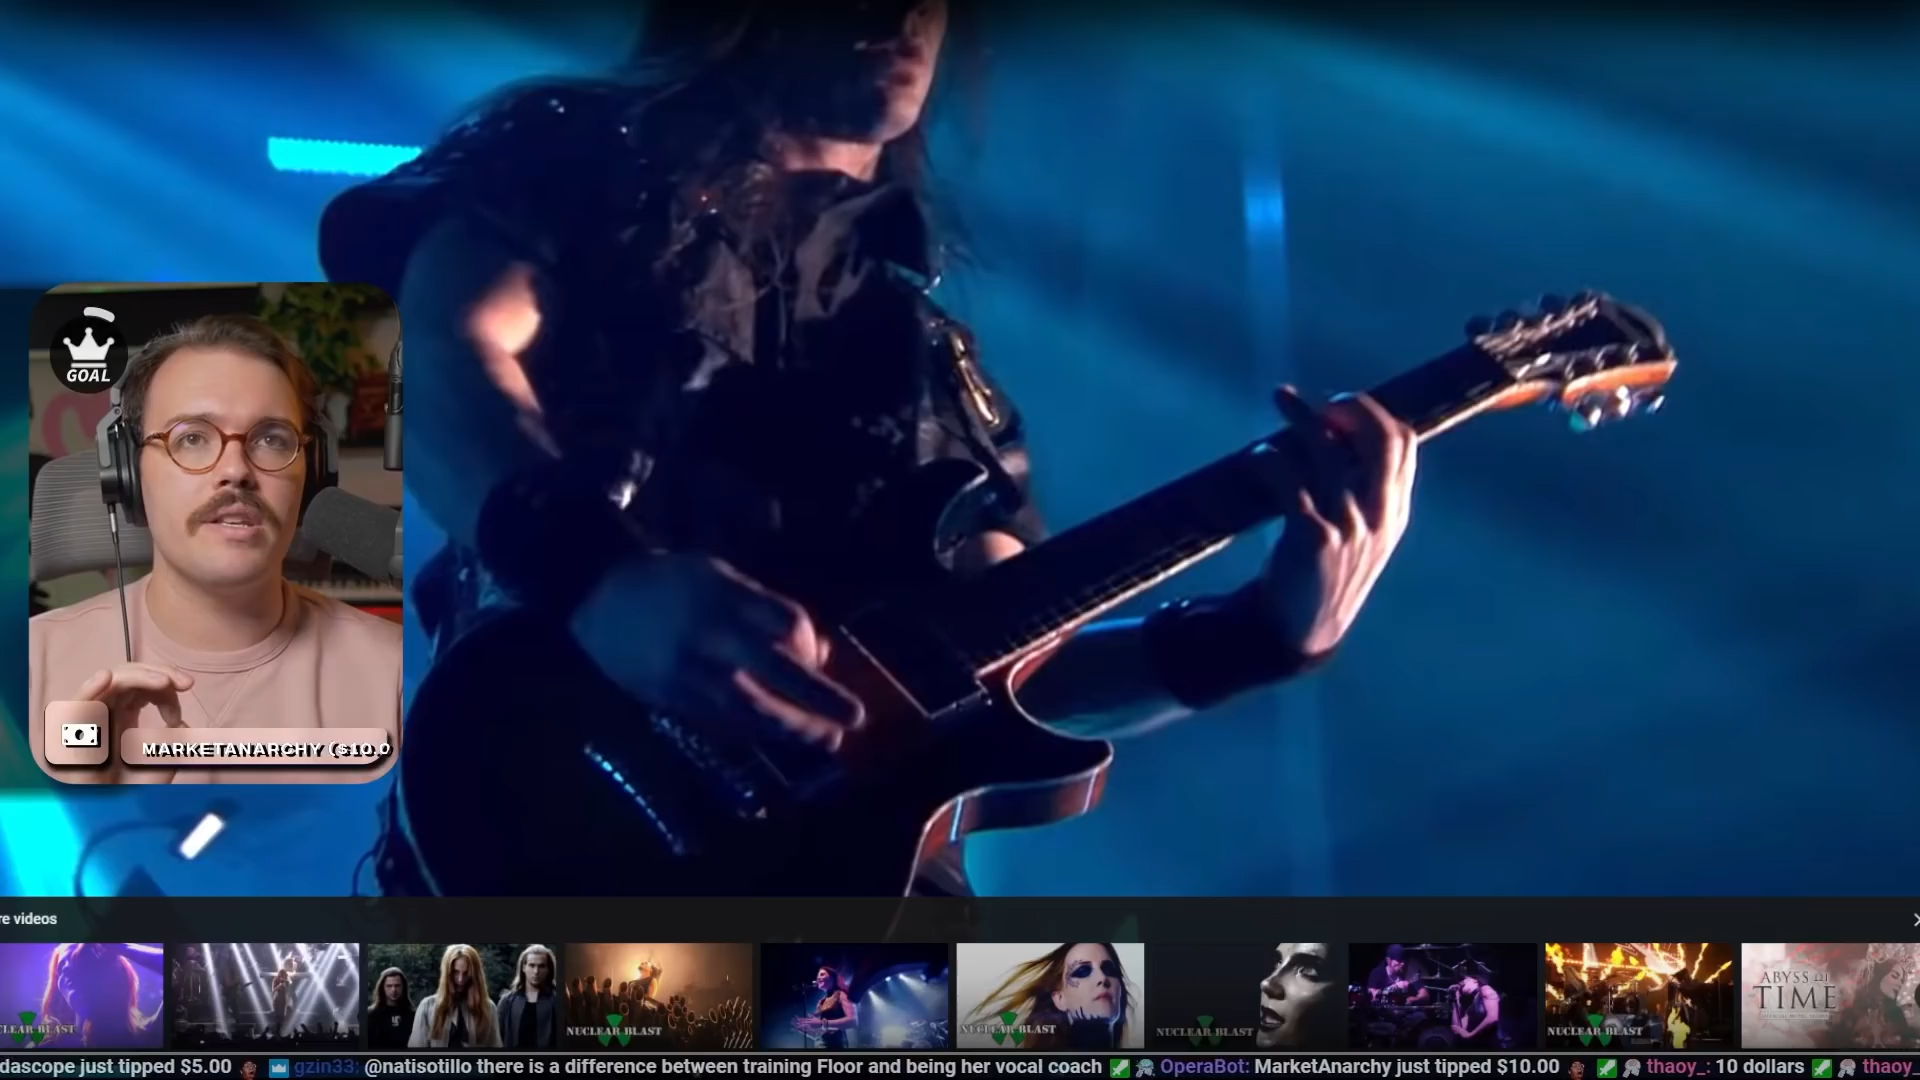 GOAL
MARKETANARCHY ($10.0
re videos
CLEAR BLAST
NUCLEAR BLAST
NUCLEAR BLAST
NUCLEAR BLAST
NUCLEAR BLAST
ABYSS OF
TIME
dascope just tipped $5.00 gzin33: @natisotillo there is a difference between training Floor and being her vocal coach OperaBot: MarketAnarchy just tipped $10.00 thaoy_: 10 dollars thaoy_